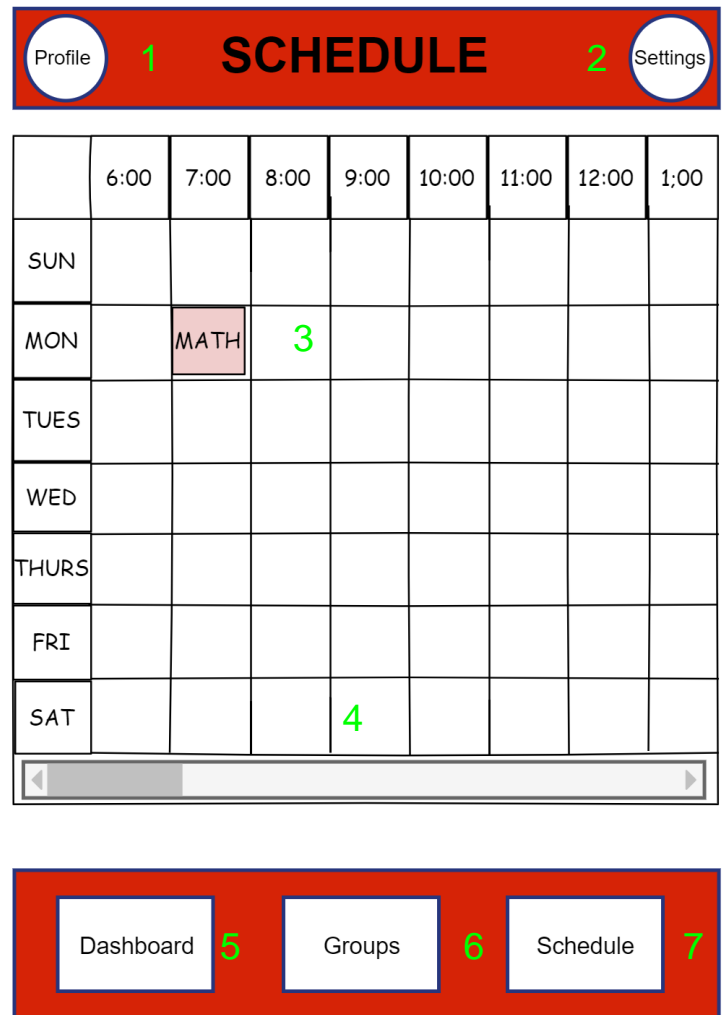 Profile 1 SCHEDULE 2 Settings
6:00 7:00 8:00 9:00 10:00 11:00 12:00 1;00
SUN
MON MATH 3
TUES
WED
THURS
FRI
SAT 4
Dashboard 5 Groups 6 Schedule 7